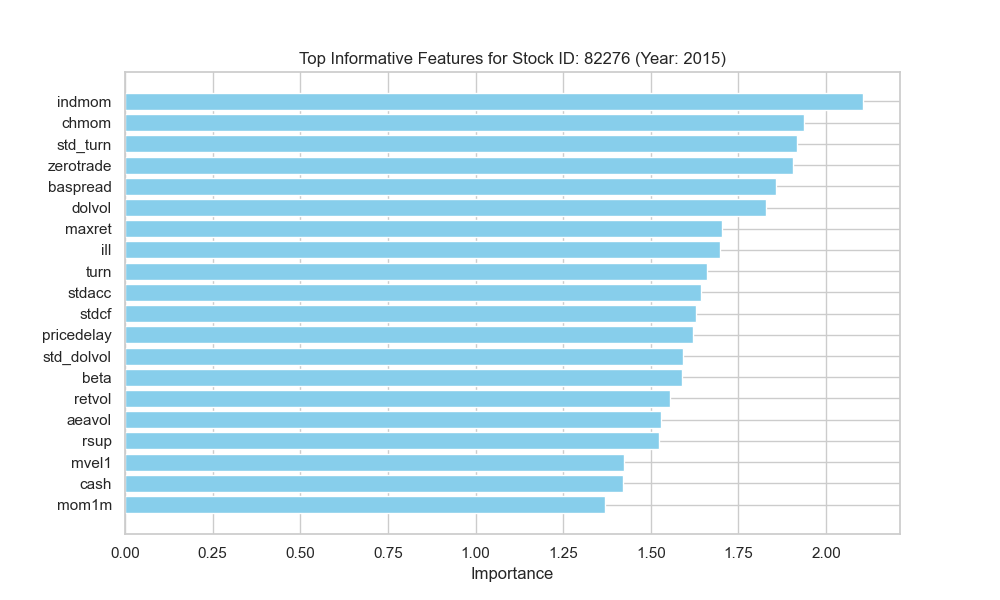 Top Informative Features for Stock ID: 82276 (Year: 2015)
indmom
chmom
std_turn
zerotrade
baspread
dolvol
maxret
ill
turn
stdacc
stdcf
pricedelay
std_dolvol
beta
retvol
aeavol
rsup
mvel1
cash
mom1m
0.00 0.25 0.50 0.75 1.00 1.25 1.50 1.75 2.00
Importance